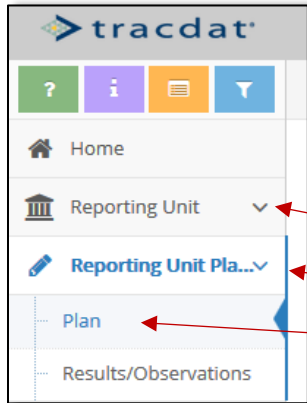 tracdat
? i
Home
Reporting Unit
Reporting Unit Pla...
Plan
Results/Observations